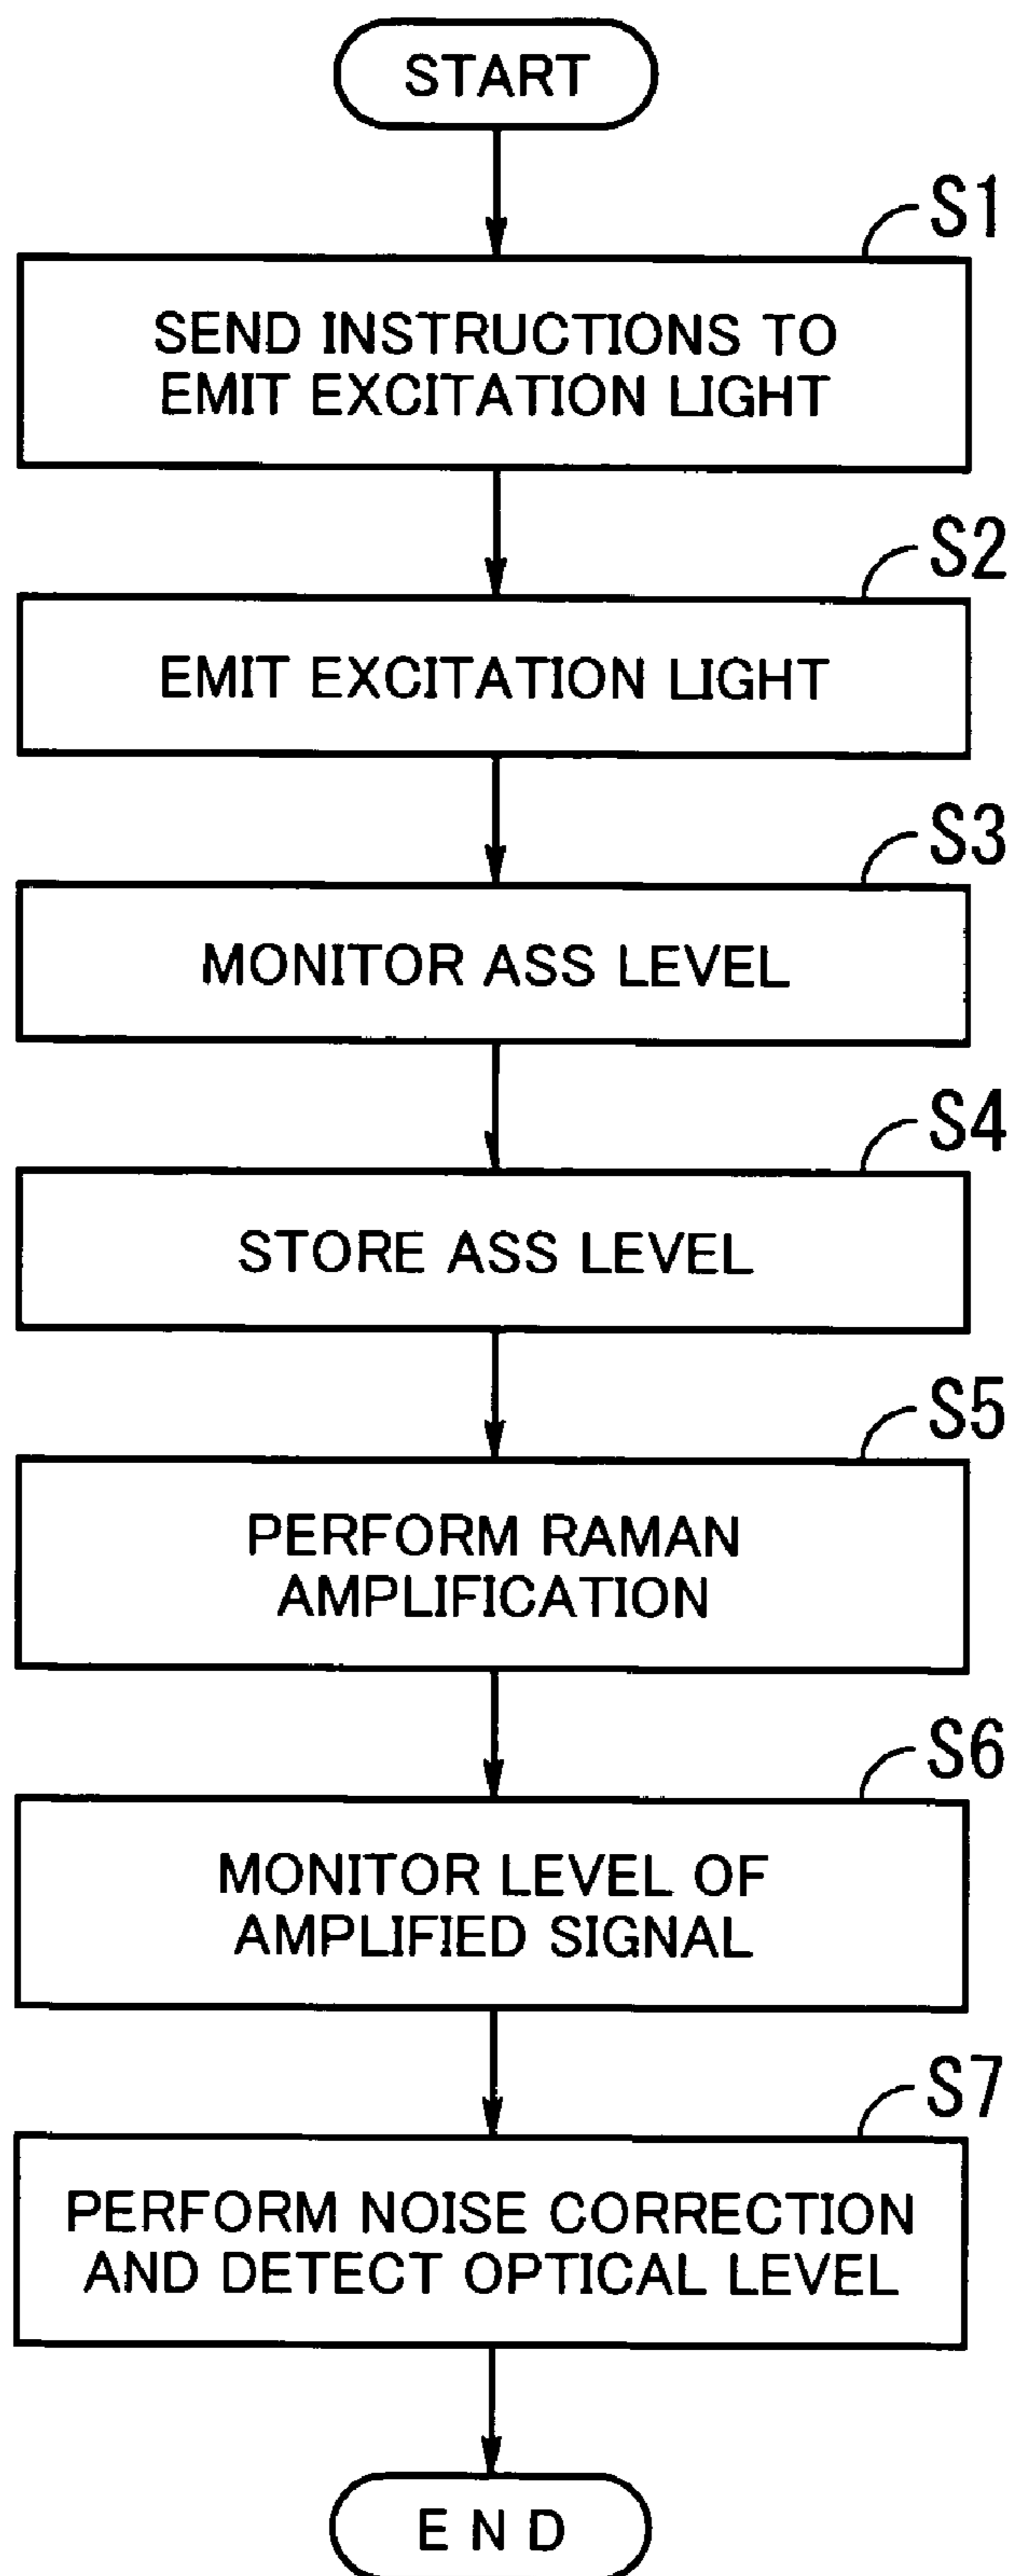 START
S1
SEND INSTRUCTIONS TO
EMIT EXCITATION LIGHT
S2
EMIT EXCITATION LIGHT
S3
MONITOR ASS LEVEL
S4
STORE ASS LEVEL
S5
PERFORM RAMAN
AMPLIFICATION
S6
MONITOR LEVEL OF
AMPLIFIED SIGNAL
S7
PERFORM NOISE CORRECTION
AND DETECT OPTICAL LEVEL
END